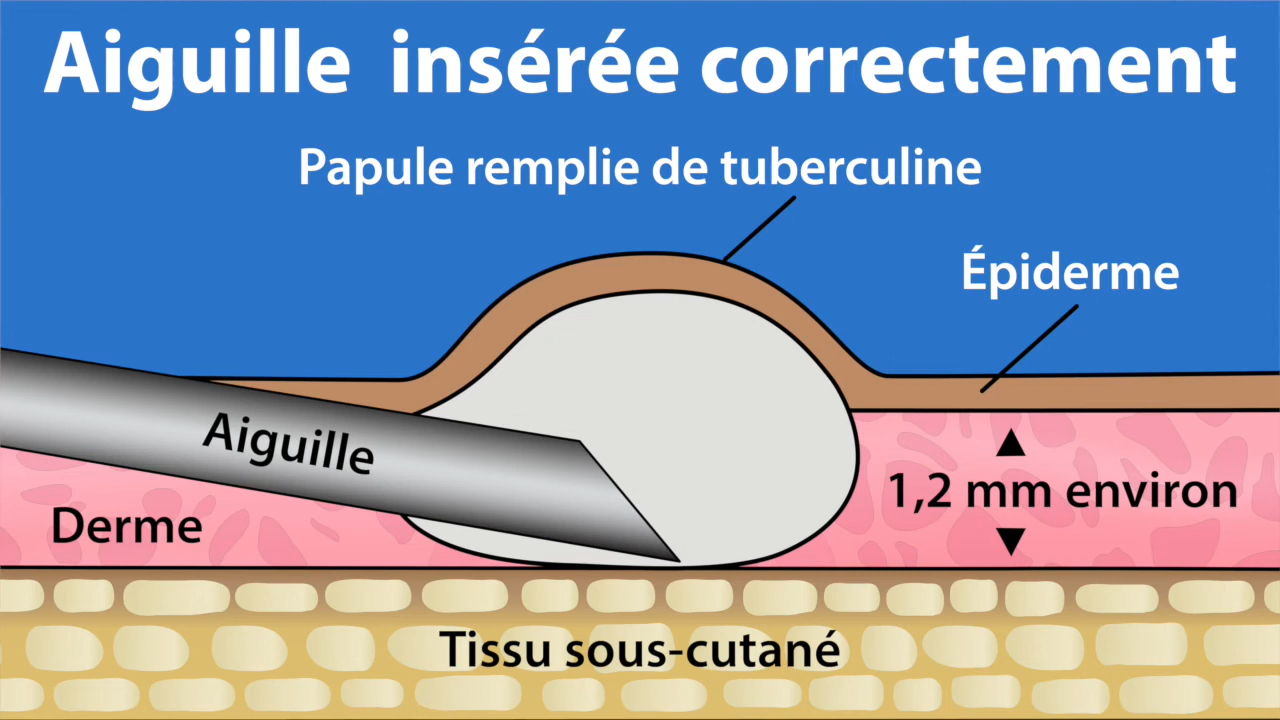 Aiguille insérée correctement
Papule remplie de tuberculine
Épiderme
Aiguille
1,2 mm environ
Derme
Tissu sous-cutané